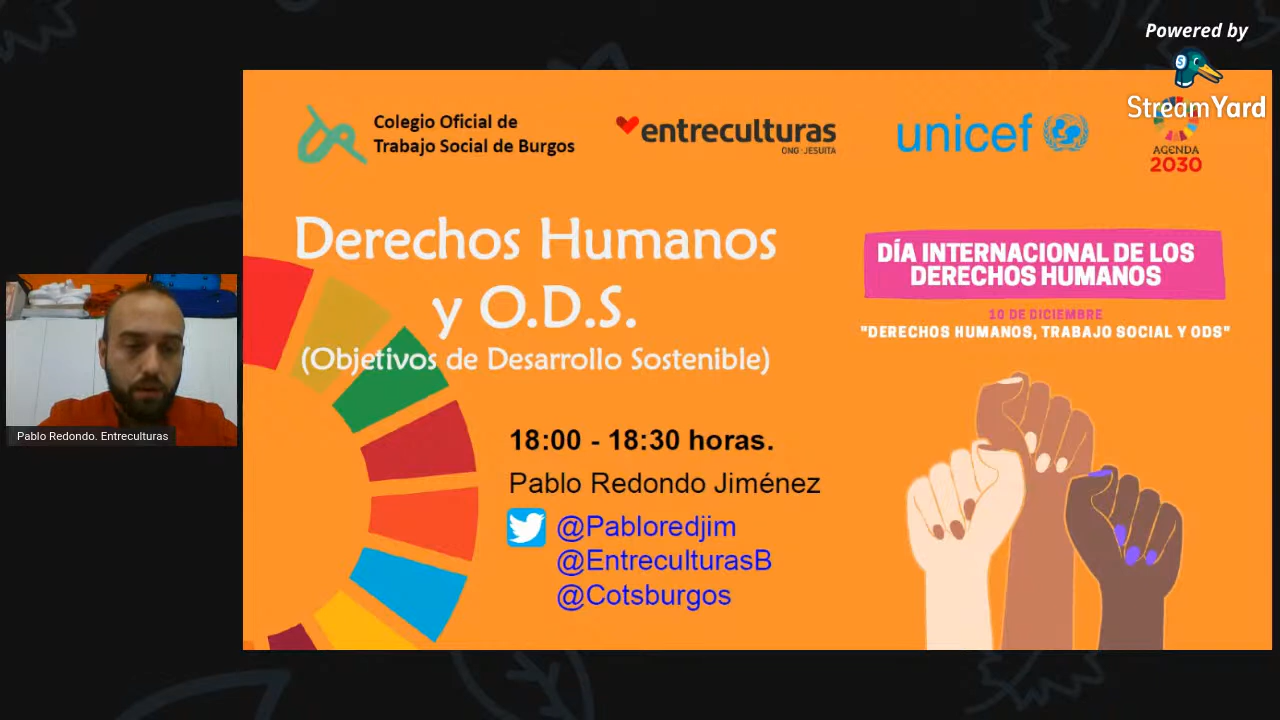 Powered by
StreamYard
Colegio Oficial de
Trabajo Social de Burgos
entreculturas
ONG · JESUITA
unicef
AGENDA
2030
Derechos Humanos
y O.D.S.
(Objetivos de Desarrollo Sostenible)
DÍA INTERNACIONAL DE LOS
DERECHOS HUMANOS
10 DE DICIEMBRE
"DERECHOS HUMANOS, TRABAJO SOCIAL Y ODS"
18:00 - 18:30 horas.
Pablo Redondo Jiménez
@Pabloredjim
@EntreculturasB
@Cotsburgos
Pablo Redondo. Entreculturas